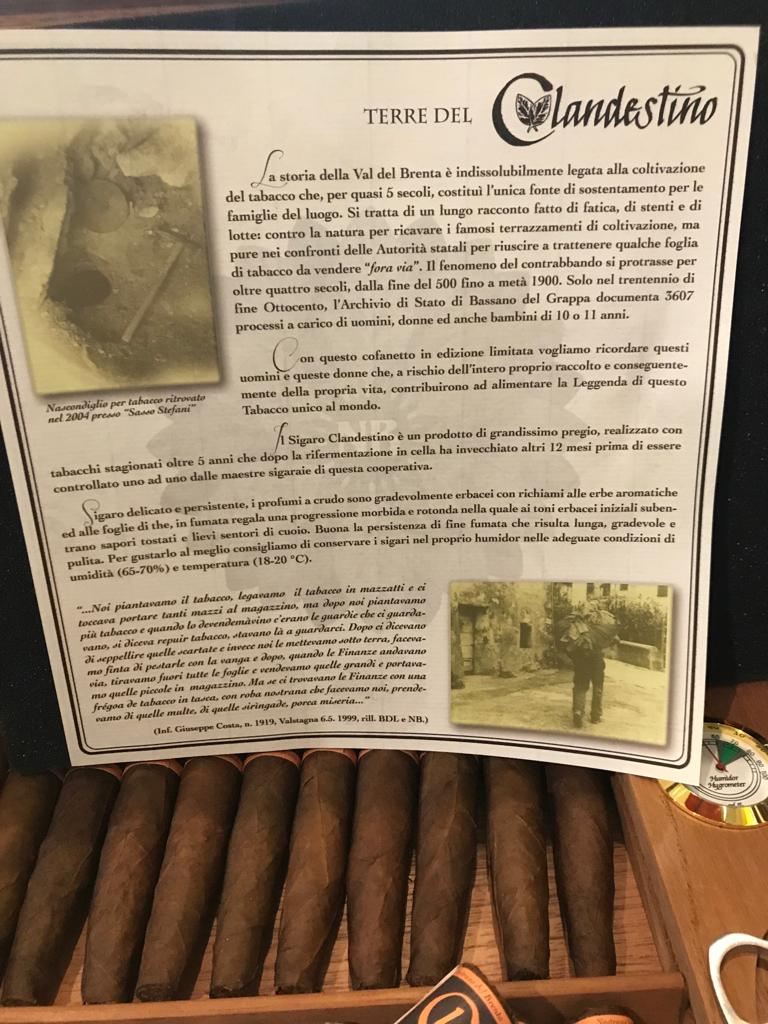 TERRE DEL Clandestino
La storia della Val del Brenta è indissolubilmente legata alla coltivazione
del tabacco che, per quasi 5 secoli, costituì l'unica fonte di sostentamento per le
famiglie del luogo. Si tratta di un lungo racconto fatto di fatica, di stenti e di
lotte: contro la natura per ricavare i famosi terrazzamenti di coltivazione, ma
pure nei confronti delle Autorità statali per riuscire a trattenere qualche foglia
di tabacco da vendere "fora via". Il fenomeno del contrabbando si protrasse per
oltre quattro secoli, dalla fine del 500 fino a metà 1900. Solo nel trentennio di
fine Ottocento, l'Archivio di Stato di Bassano del Grappa documenta 3607
processi a carico di uomini, donne ed anche bambini di 10 o 11 anni.
Nascondiglio per tabacco ritrovato
nel 2004 presso "Sasso Stefani"
Con questo cofanetto in edizione limitata vogliamo ricordare questi
uomini e queste donne che, a rischio dell'intero proprio raccolto e conseguente-
mente della propria vita, contribuirono ad alimentare la Leggenda di questo
Tabacco unico al mondo.
Il Sigaro Clandestino è un prodotto di grandissimo pregio, realizzato con
tabacchi stagionati oltre 5 anni che dopo la rifermentazione in cella ha invecchiato altri 12 mesi prima di essere
controllato uno ad uno dalle maestre sigaraie di questa cooperativa.
Sigaro delicato e persistente, i profumi a crudo sono gradevolmente erbacei con richiami alle erbe aromatiche
ed alle foglie di the, in fumata regala una progressione morbida e rotonda nella quale ai toni erbacei iniziali suben-
trano sapori tostati e lievi sentori di cuoio. Buona la persistenza di fine fumata che risulta lunga, gradevole e
pulita. Per gustarlo al meglio consigliamo di conservare i sigari nel proprio humidor nelle adeguate condizioni di
umidità (65-70%) e temperatura (18-20 °C).
"...Noi piantavamo il tabacco, legavamo il tabacco in mazzatti e ci
toccava portare tanti mazzi al magazzino, ma dopo noi piantavamo
più tabacco e quando lo devendemàvino c'erano le guardie che ci guarda-
vano, si diceva repuir tabacco, stavano là a guardarci. Dopo ci dicevano
di seppellire quelle scartate e invece noi le mettevamo sotto terra, faceva-
mo finta di pestarle con la vanga e dopo, quando le Finanze andavano
via, tiravamo fuori tutte le foglie e vendevamo quelle grandi e portava-
mo quelle piccole in magazzino. Ma se ci trovavano le Finanze con una
frégoa de tabacco in tasca, con roba nostrana che facevamo noi, prende-
vamo di quelle multe, di quelle siringade, porca miseria..."
(Inf. Giuseppe Costa, n. 1919, Valstagna 6.5. 1999, rill. BDL e NB.)
Humidor
Hygrometer